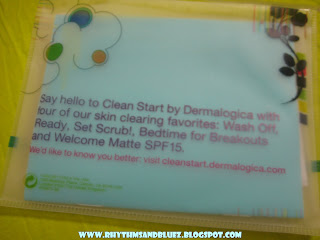 Say hello to Clean Start by Dermalogica with
four of our skin clearing favorites: Wash Off,
Ready, Set Scrub!, Bedtime for Breakouts
and Welcome Matte SPF15.
We'd like to know you better: visit cleanstart.dermalogica.com
WWW.RHYTHMSANDBLUEZ.BLOGSPOT.COM